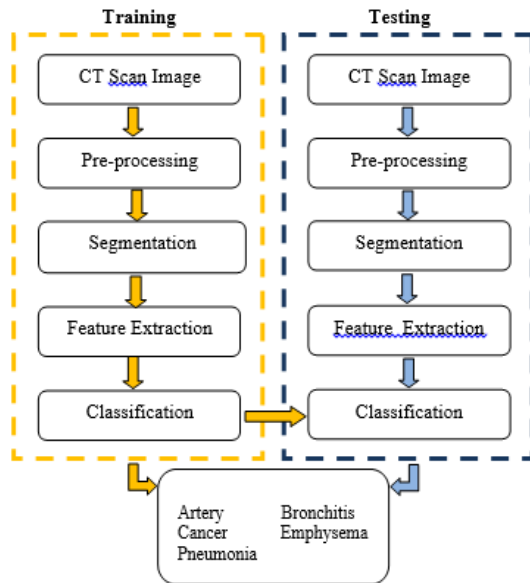 Training
CT Scan Image
Pre-processing
Segmentation
Feature Extraction
Classification
Testing
CT Scan Image
Pre-processing
Segmentation
Feature Extraction
Classification
Artery
Cancer
Pneumonia
Bronchitis
Emphysema